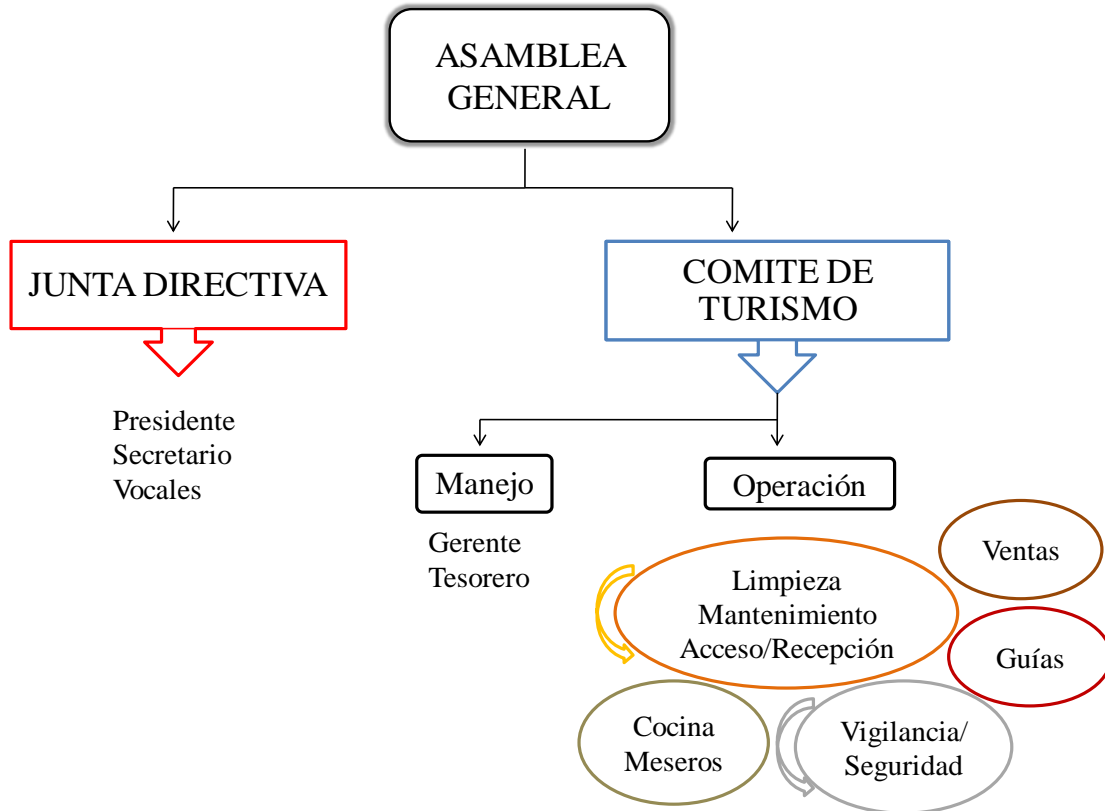 ASAMBLEA
GENERAL
JUNTA DIRECTIVA
COMITE DE
TURISMO
Presidente
Secretario
Vocales
Manejo
Operación
Gerente
Tesorero
Ventas
Limpieza
Mantenimiento
Acceso/Recepción
Guías
Cocina
Meseros
Vigilancia/
Seguridad